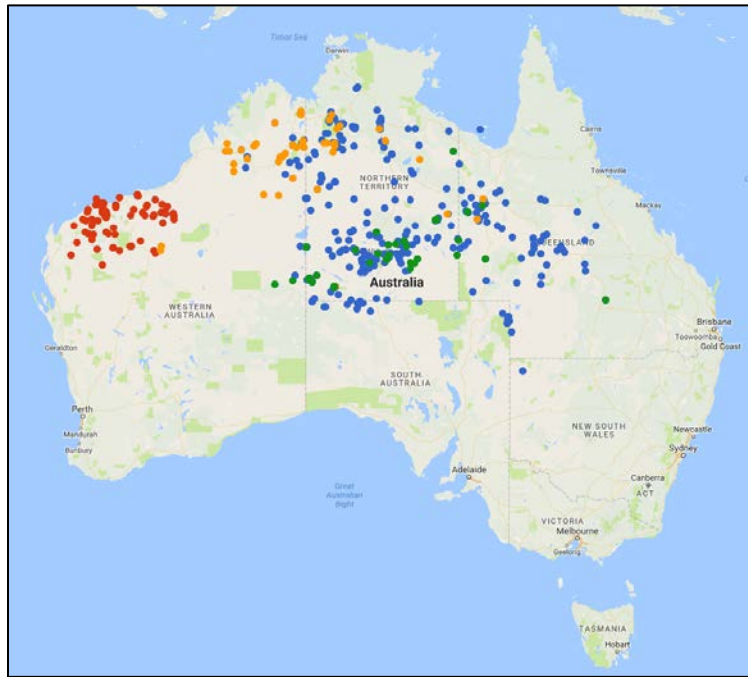 Timor Sea
Darwin
Cairns
Townsville
NORTHERN
TERRITORY
Mackay
QUEENSLAND
Australia
WESTERN
AUSTRALIA
Brisbane
Toowoomba
Gold Coast
Geraldton
SOUTH
AUSTRALIA
Perth
Mandurah
Bunbury
NEW SOUTH
WALES
Newcastle
Sydney
Adelaide
Canberra
ACT
Great
Australian
Bight
VICTORIA
Melbourne
Geelong
TASMANIA
Hobart